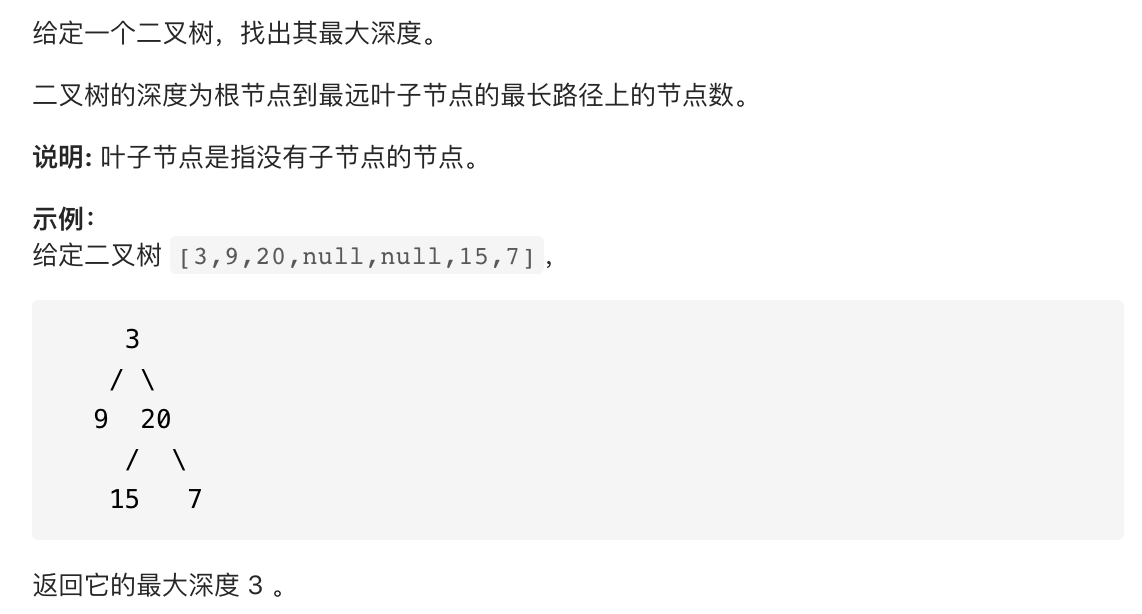 给定一个二叉树，找出其最大深度。
二叉树的深度为根节点到最远叶子节点的最长路径上的节点数。
说明: 叶子节点是指没有子节点的节点。
示例：
给定二叉树 [3,9,20,null,null,15,7]，
3
/ \
9 20
/ \
15 7
返回它的最大深度 3 。